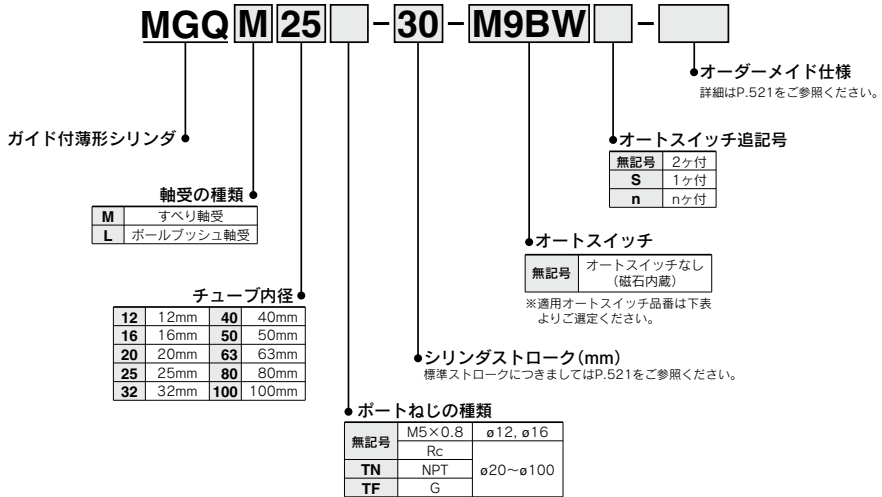 MGQ M 25 - 30 - M9BW -
オーダーメイド仕様
詳細はP.521をご参照ください。
ガイド付薄形シリンダ
オートスイッチ追記号
無記号 2ヶ付
S 1ヶ付
n nヶ付
軸受の種類
M すべり軸受
L ボールブッシュ軸受
オートスイッチ
無記号 オートスイッチなし
(磁石内蔵)
※適用オートスイッチ品番は下表
よりご選定ください。
チューブ内径
12 12mm 40 40mm
16 16mm 50 50mm
20 20mm 63 63mm
25 25mm 80 80mm
32 32mm 100 100mm
シリンダストローク(mm)
標準ストロークにつきましてはP.521をご参照ください。
ポートねじの種類
無記号 M5×0.8 ø12, ø16
Rc ø20〜ø100
TN NPT
TF G